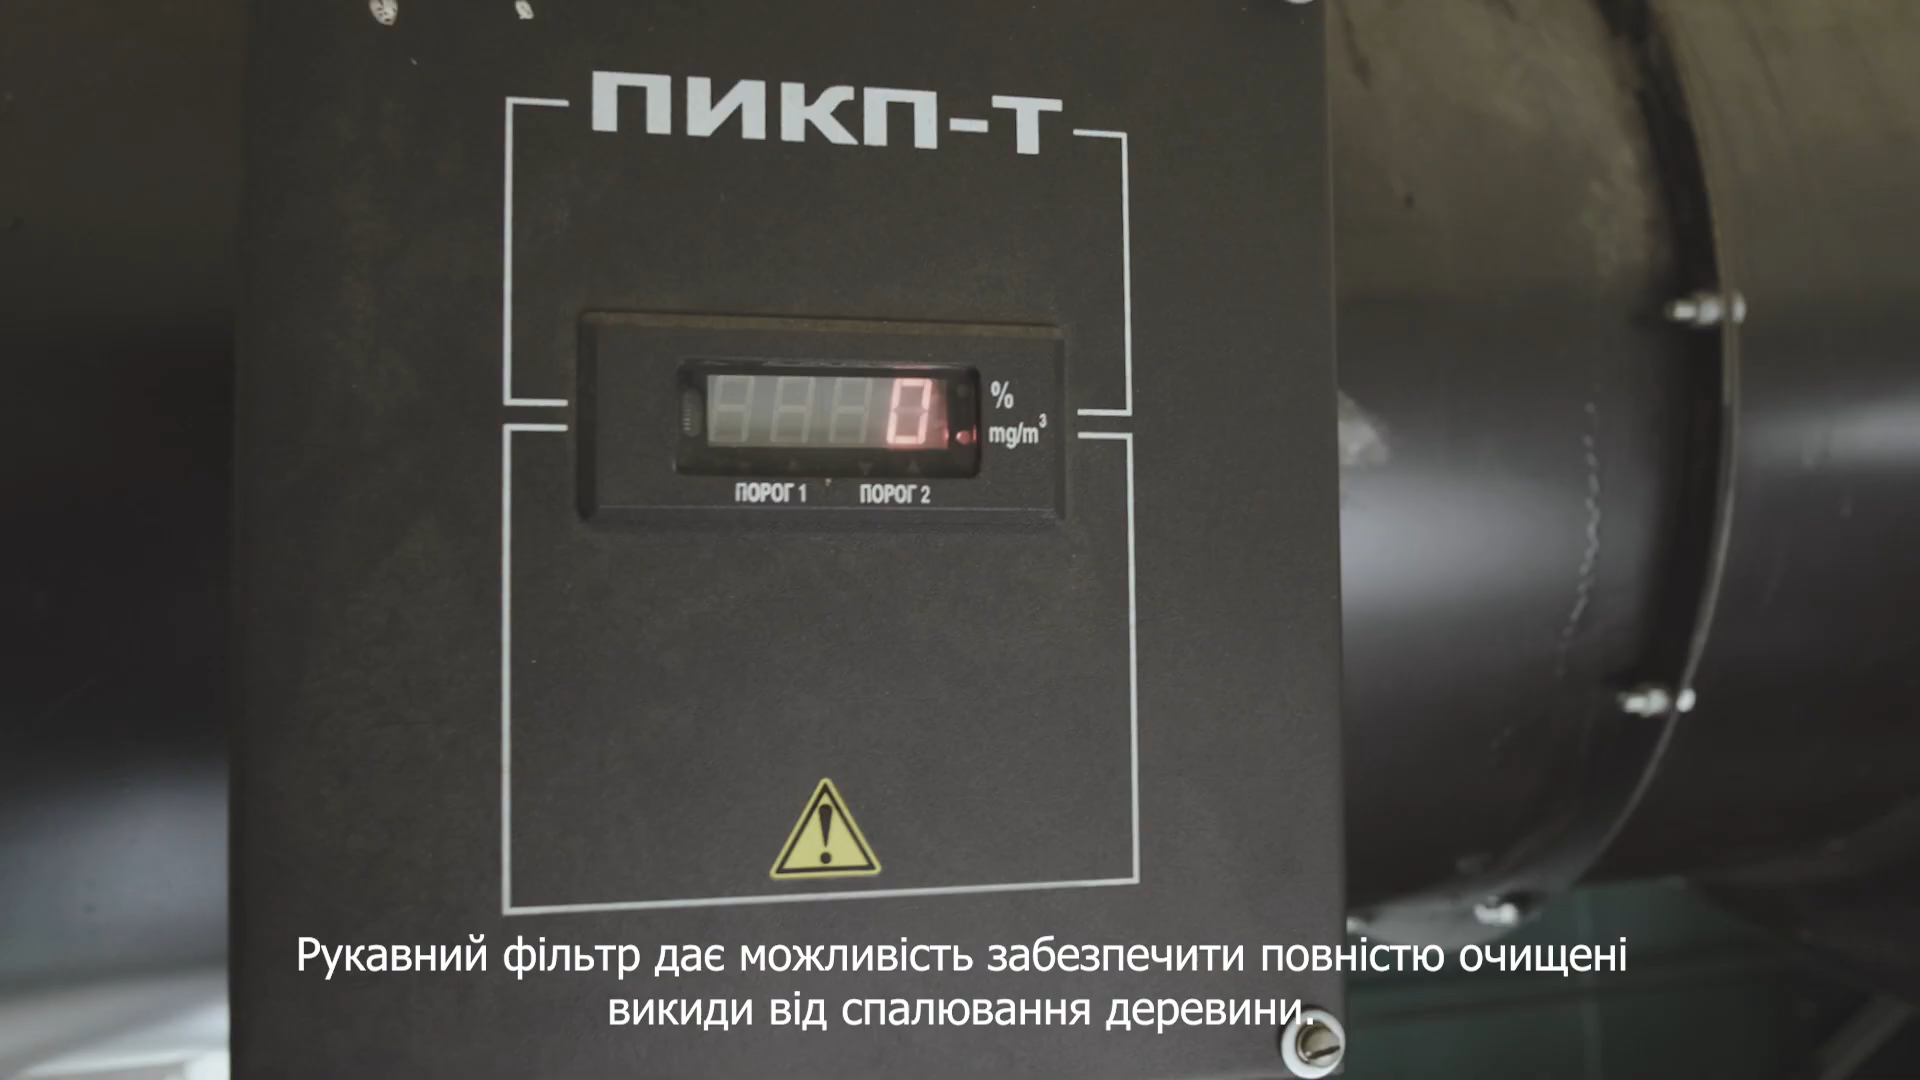 ПИКП-Т
0
%
mg/m³
ПОРОГ 1 ПОРОГ 2
Рукавний фільтр дає можливість забезпечити повністю очищені
викиди від спалювання деревини.